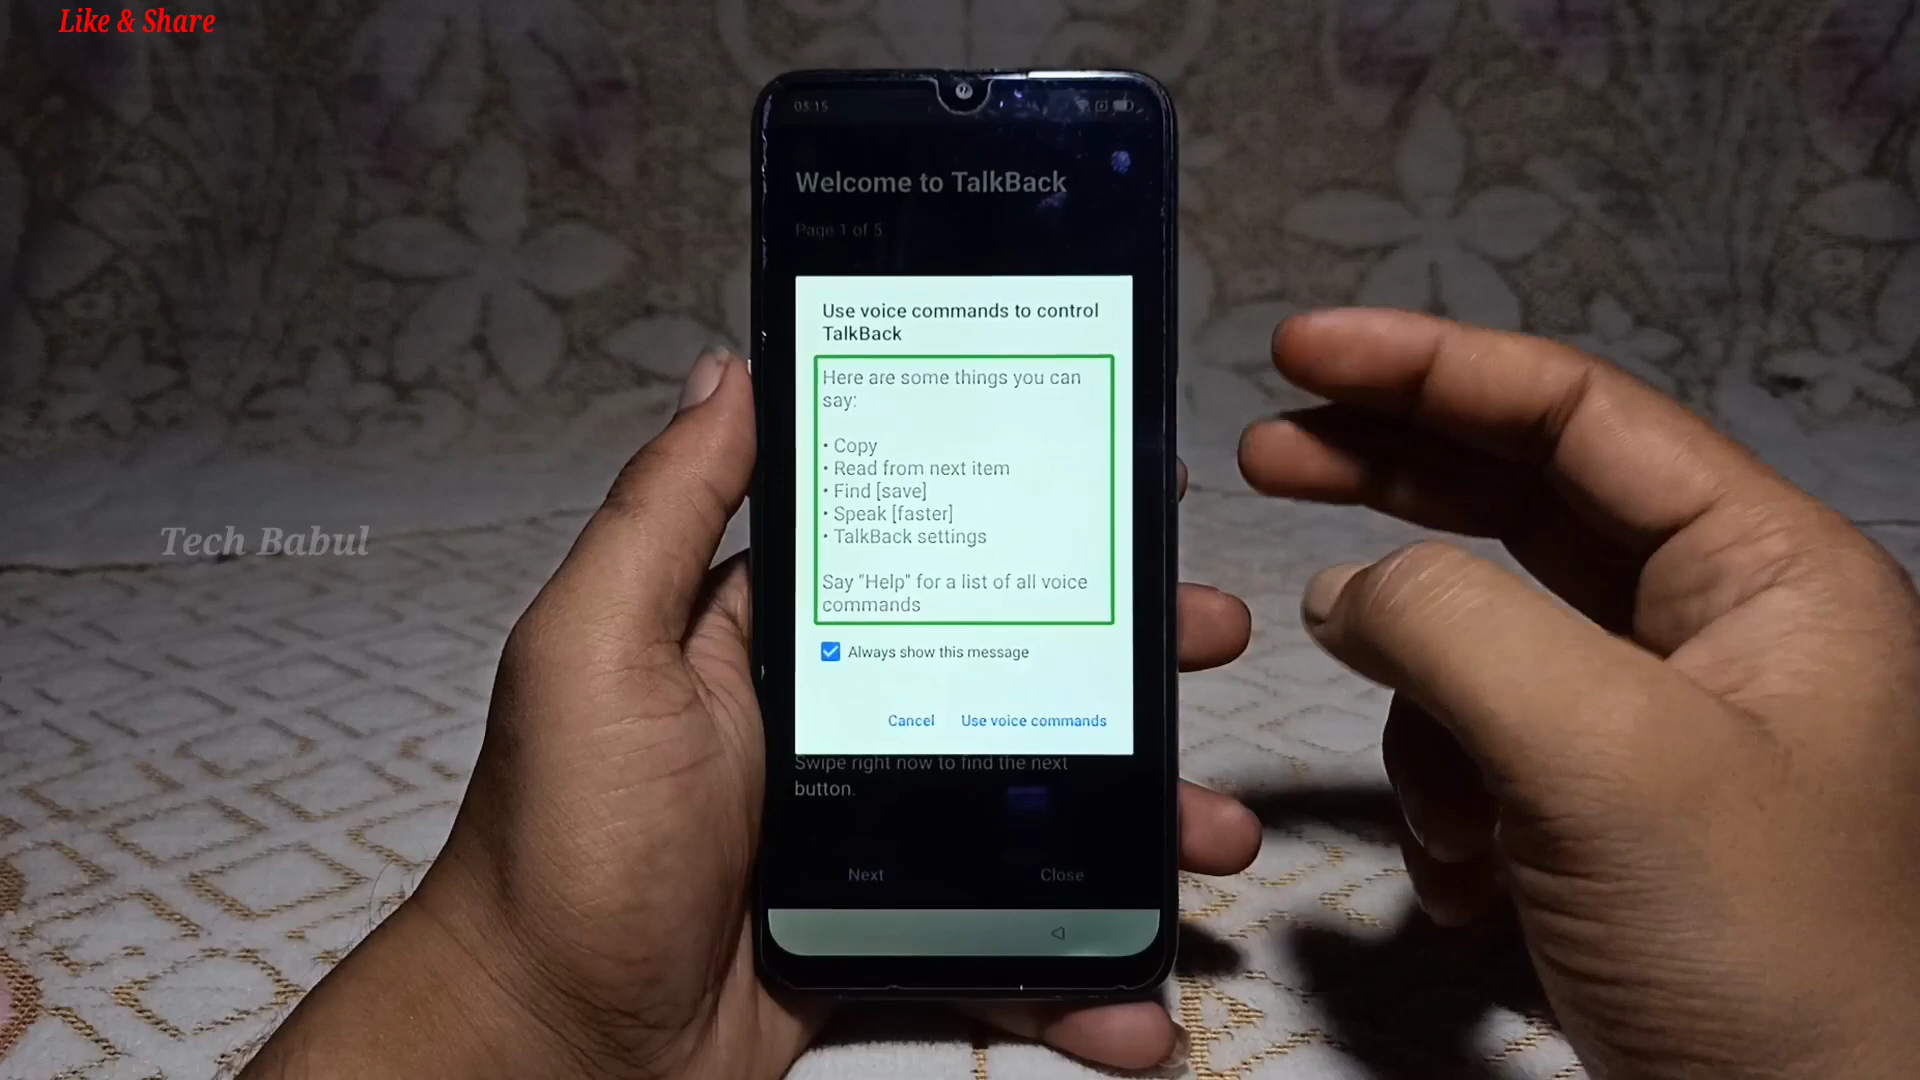 Like & Share
03:15
Welcome to TalkBack
Page 1 of 5
Use voice commands to control
TalkBack
Here are some things you can
say:
• Copy
• Read from next item
• Find [save]
• Speak [faster]
• TalkBack settings
Say "Help" for a list of all voice
commands
Always show this message
Cancel Use voice commands
Swipe right now to find the next
button.
Next Close
Tech Babul